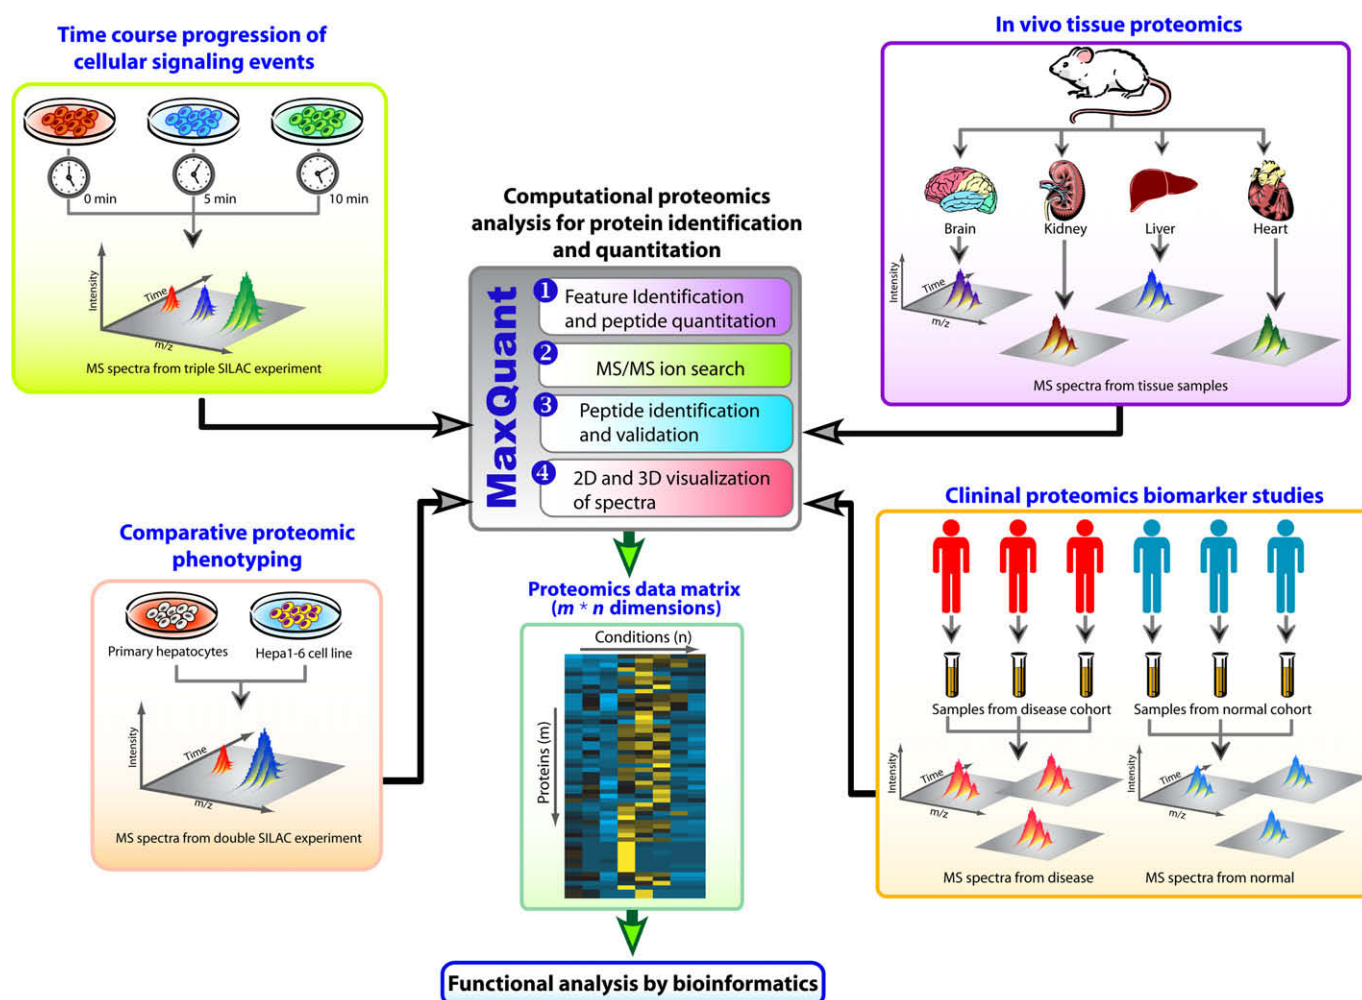 Time course progression of
cellular signaling events
0 min
5 min
10 min
Intensity
Time
m/z
MS spectra from triple SILAC experiment
In vivo tissue proteomics
Brain
Kidney
Liver
Heart
Intensity
Time
m/z
MS spectra from tissue samples
Computational proteomics
analysis for protein identification
and quantitation
MaxQuant
1 Feature Identification
and peptide quantitation
2 MS/MS ion search
3 Peptide identification
and validation
4 2D and 3D visualization
of spectra
Comparative proteomic
phenotyping
Primary hepatocytes
Hepa1-6 cell line
Intensity
Time
m/z
MS spectra from double SILAC experiment
Proteomics data matrix
(m * n dimensions)
Conditions (n)
Proteins (m)
Clininal proteomics biomarker studies
Samples from disease cohort
Samples from normal cohort
Intensity
Time
m/z
Intensity
Time
m/z
MS spectra from disease
MS spectra from normal
Functional analysis by bioinformatics